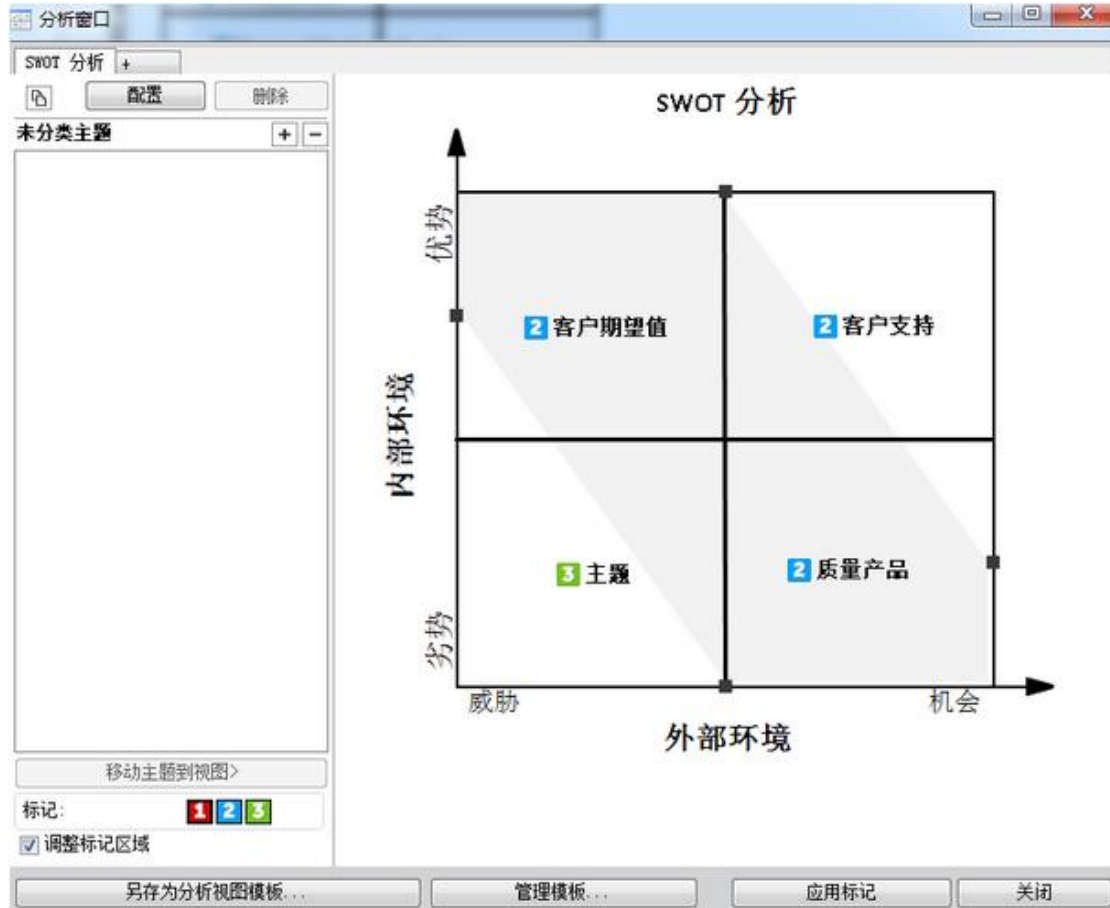 分析窗口
SWOT 分析 +
配置 删除
未分类主题 + −
移动主题到视图>
标记: 1 2 3
调整标记区域
SWOT 分析
优势
2 客户期望值 2 客户支持
内部环境
3 主题 2 质量产品
劣势
威胁 机会
外部环境
另存为分析视图模板... 管理模板... 应用标记 关闭